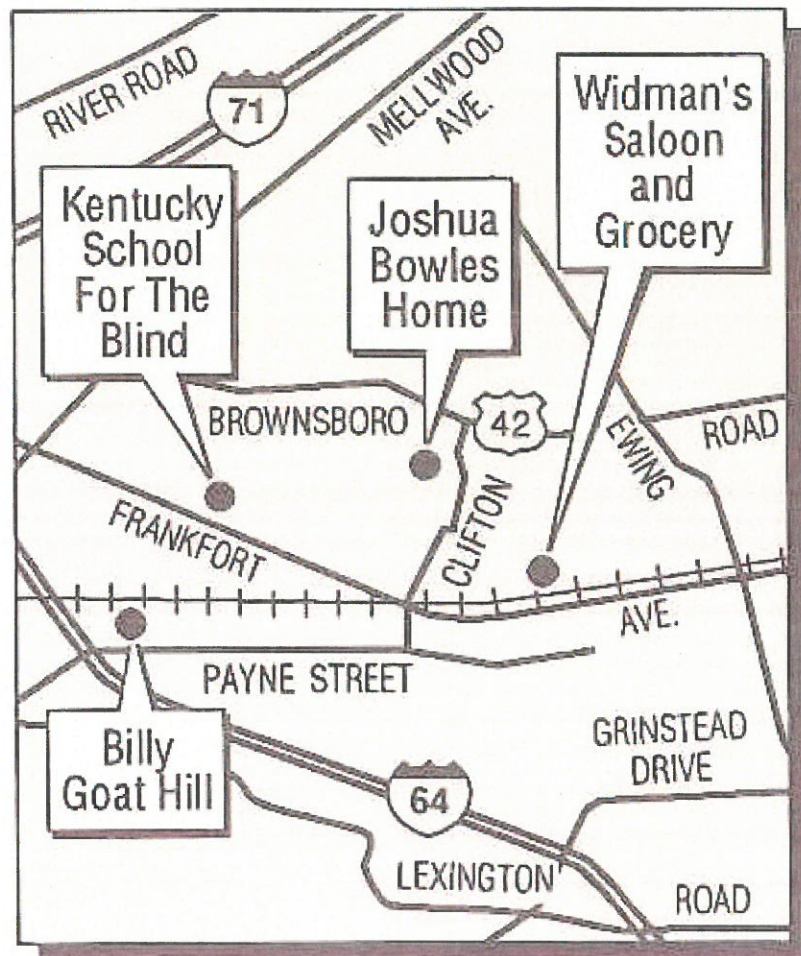 RIVER ROAD
71
MELLWOOD
AVE.
Widman's
Saloon
and
Grocery
Kentucky
School
For The
Blind
Joshua
Bowles
Home
BROWNSBORO
42
ROAD
EWING
CLIFTON
FRANKFORT
AVE.
PAYNE STREET
Billy
Goat Hill
GRINSTEAD
DRIVE
64
LEXINGTON
ROAD